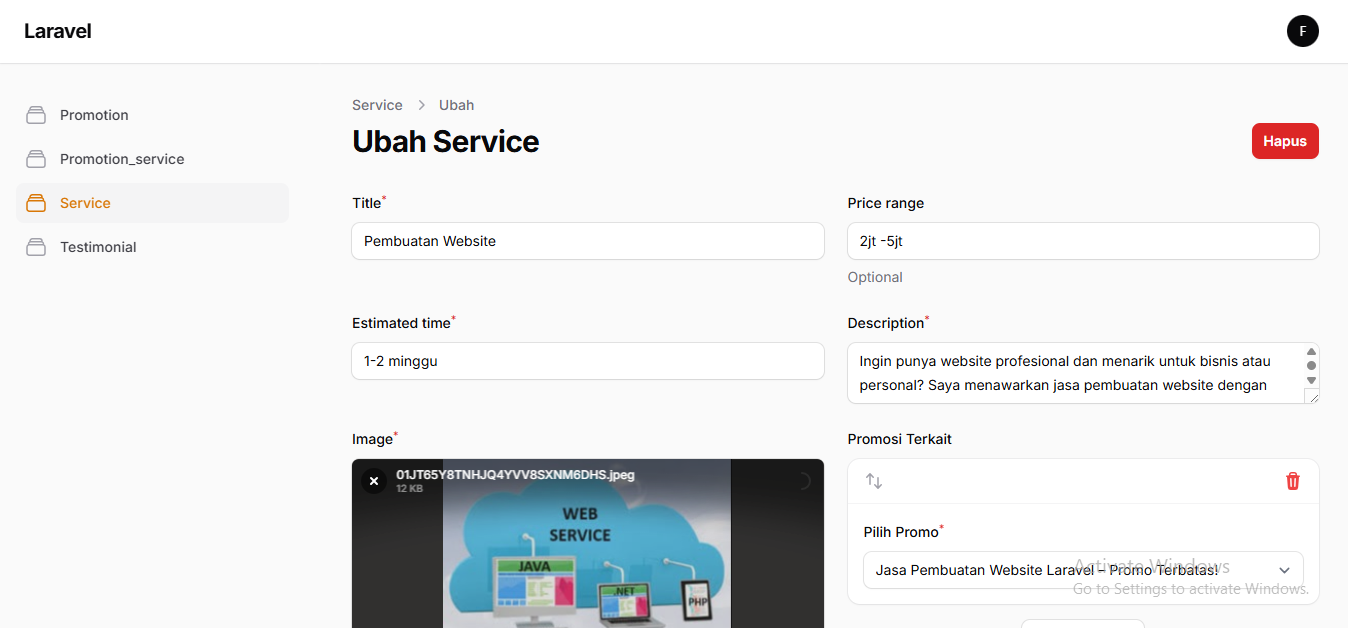 Laravel
F
Promotion
Promotion_service
Service
Testimonial
Service > Ubah
Ubah Service
Hapus
Title*
Pembuatan Website
Price range
2jt -5jt
Optional
Estimated time*
1-2 minggu
Description*
Ingin punya website profesional dan menarik untuk bisnis atau
personal? Saya menawarkan jasa pembuatan website dengan
Image*
01JT65Y8TNHJQ4YVV8SXNM6DHS.jpeg
12 KB
WEB
SERVICE
JAVA
.NET
PHP
Promosi Terkait
Pilih Promo*
Jasa Pembuatan Website Laravel – Promo Terbatas!
Activate Windows
Go to Settings to activate Windows.